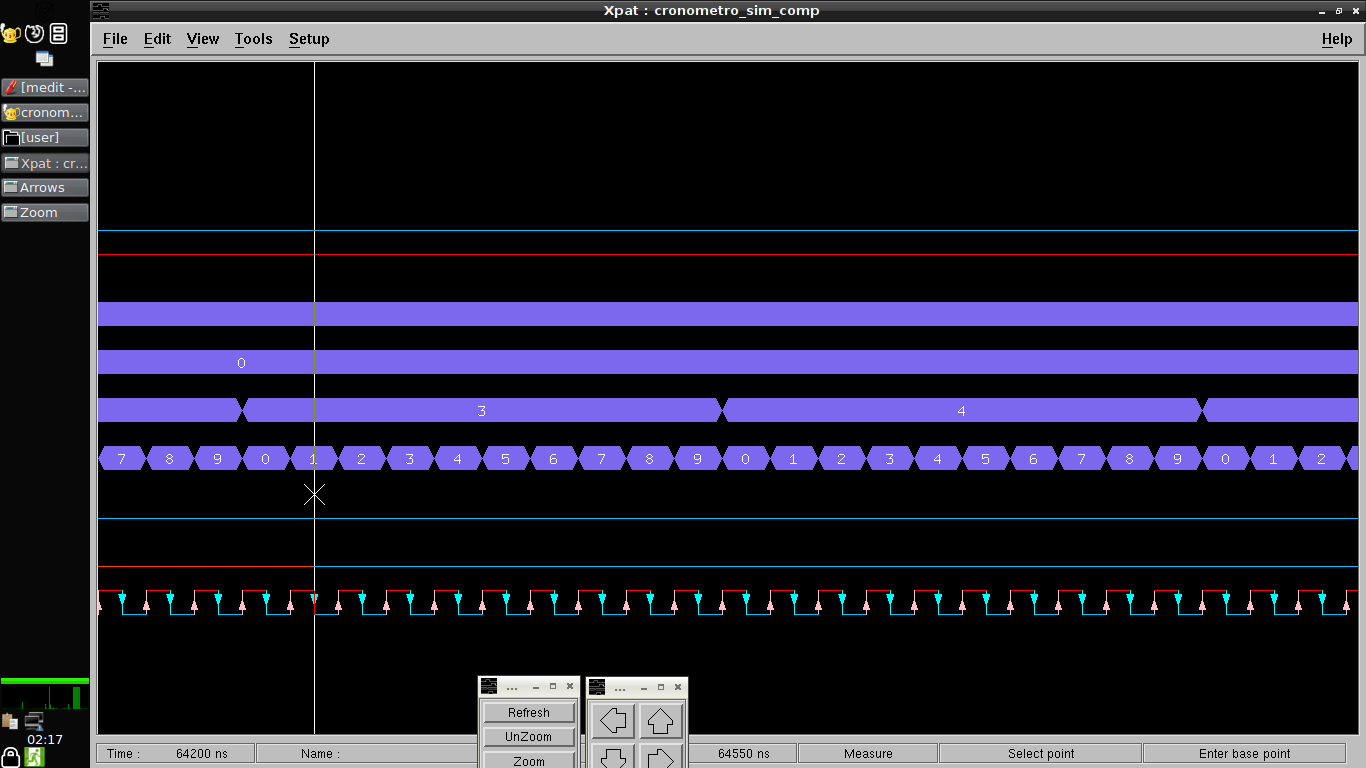 Xpat : cronometro_sim_comp
File Edit View Tools Setup Help
[medit -...
cronom...
[user]
Xpat : cr...
Arrows
Zoom
0
3 4
7 8 9 0 1 2 3 4 5 6 7 8 9 0 1 2 3 4 5 6 7 8 9 0 1 2
... ...
Refresh
UnZoom
Zoom
02:17
Time : 64200 ns Name : 64550 ns Measure Select point Enter base point